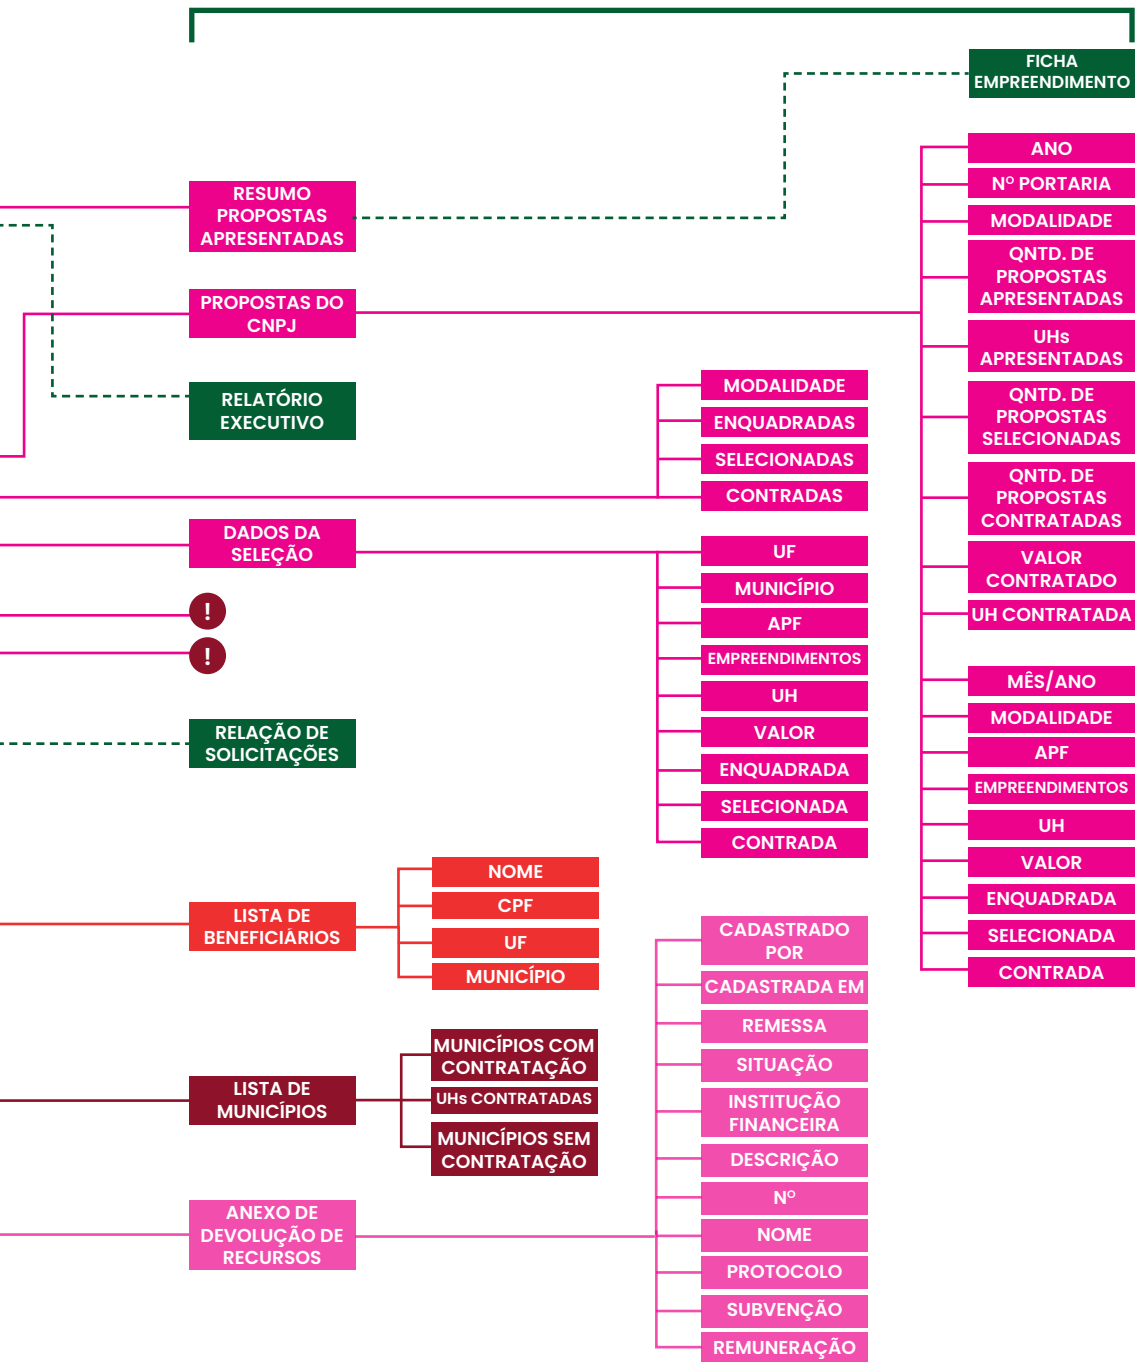 FICHA
EMPREENDIMENTO
RESUMO
PROPOSTAS
APRESENTADAS
PROPOSTAS DO
CNPJ
RELATÓRIO
EXECUTIVO
DADOS DA
SELEÇÃO
!
!
RELAÇÃO DE
SOLICITAÇÕES
LISTA DE
BENEFICIÁRIOS
LISTA DE
MUNICÍPIOS
ANEXO DE
DEVOLUÇÃO DE
RECURSOS
NOME
CPF
UF
MUNICÍPIO
MUNICÍPIOS COM
CONTRATAÇÃO
UHs CONTRATADAS
MUNICÍPIOS SEM
CONTRATAÇÃO
MODALIDADE
ENQUADRADAS
SELECIONADAS
CONTRADAS
UF
MUNICÍPIO
APF
EMPREENDIMENTOS
UH
VALOR
ENQUADRADA
SELECIONADA
CONTRADA
CADASTRADO
POR
CADASTRADA EM
REMESSA
SITUAÇÃO
INSTITUÇÃO
FINANCEIRA
DESCRIÇÃO
Nº
NOME
PROTOCOLO
SUBVENÇÃO
REMUNERAÇÃO
ANO
Nº PORTARIA
MODALIDADE
QNTD. DE
PROPOSTAS
APRESENTADAS
UHs
APRESENTADAS
QNTD. DE
PROPOSTAS
SELECIONADAS
QNTD. DE
PROPOSTAS
CONTRATADAS
VALOR
CONTRATADO
UH CONTRATADA
MÊS/ANO
MODALIDADE
APF
EMPREENDIMENTOS
UH
VALOR
ENQUADRADA
SELECIONADA
CONTRADA